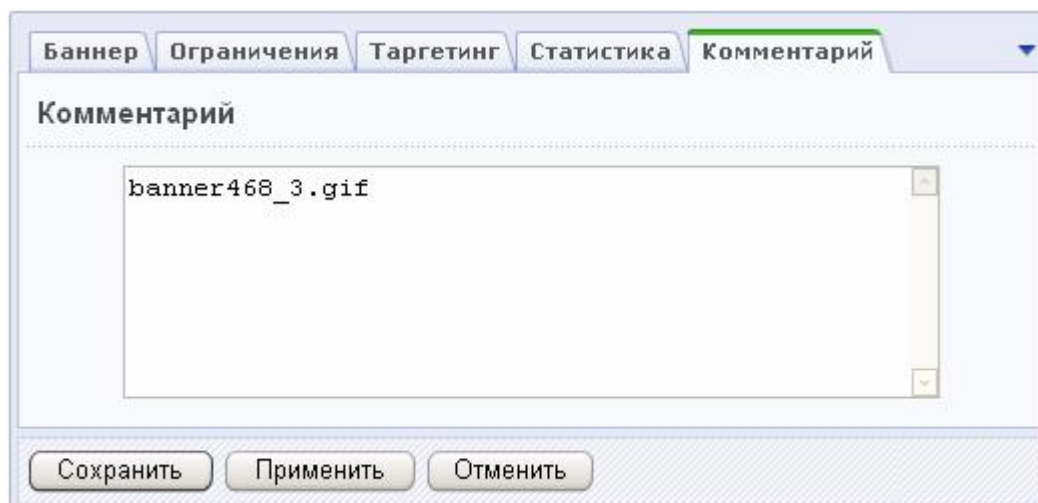 Баннер Ограничения Таргетинг Статистика Комментарий
Комментарий
banner468_3.gif
Сохранить Применить Отменить